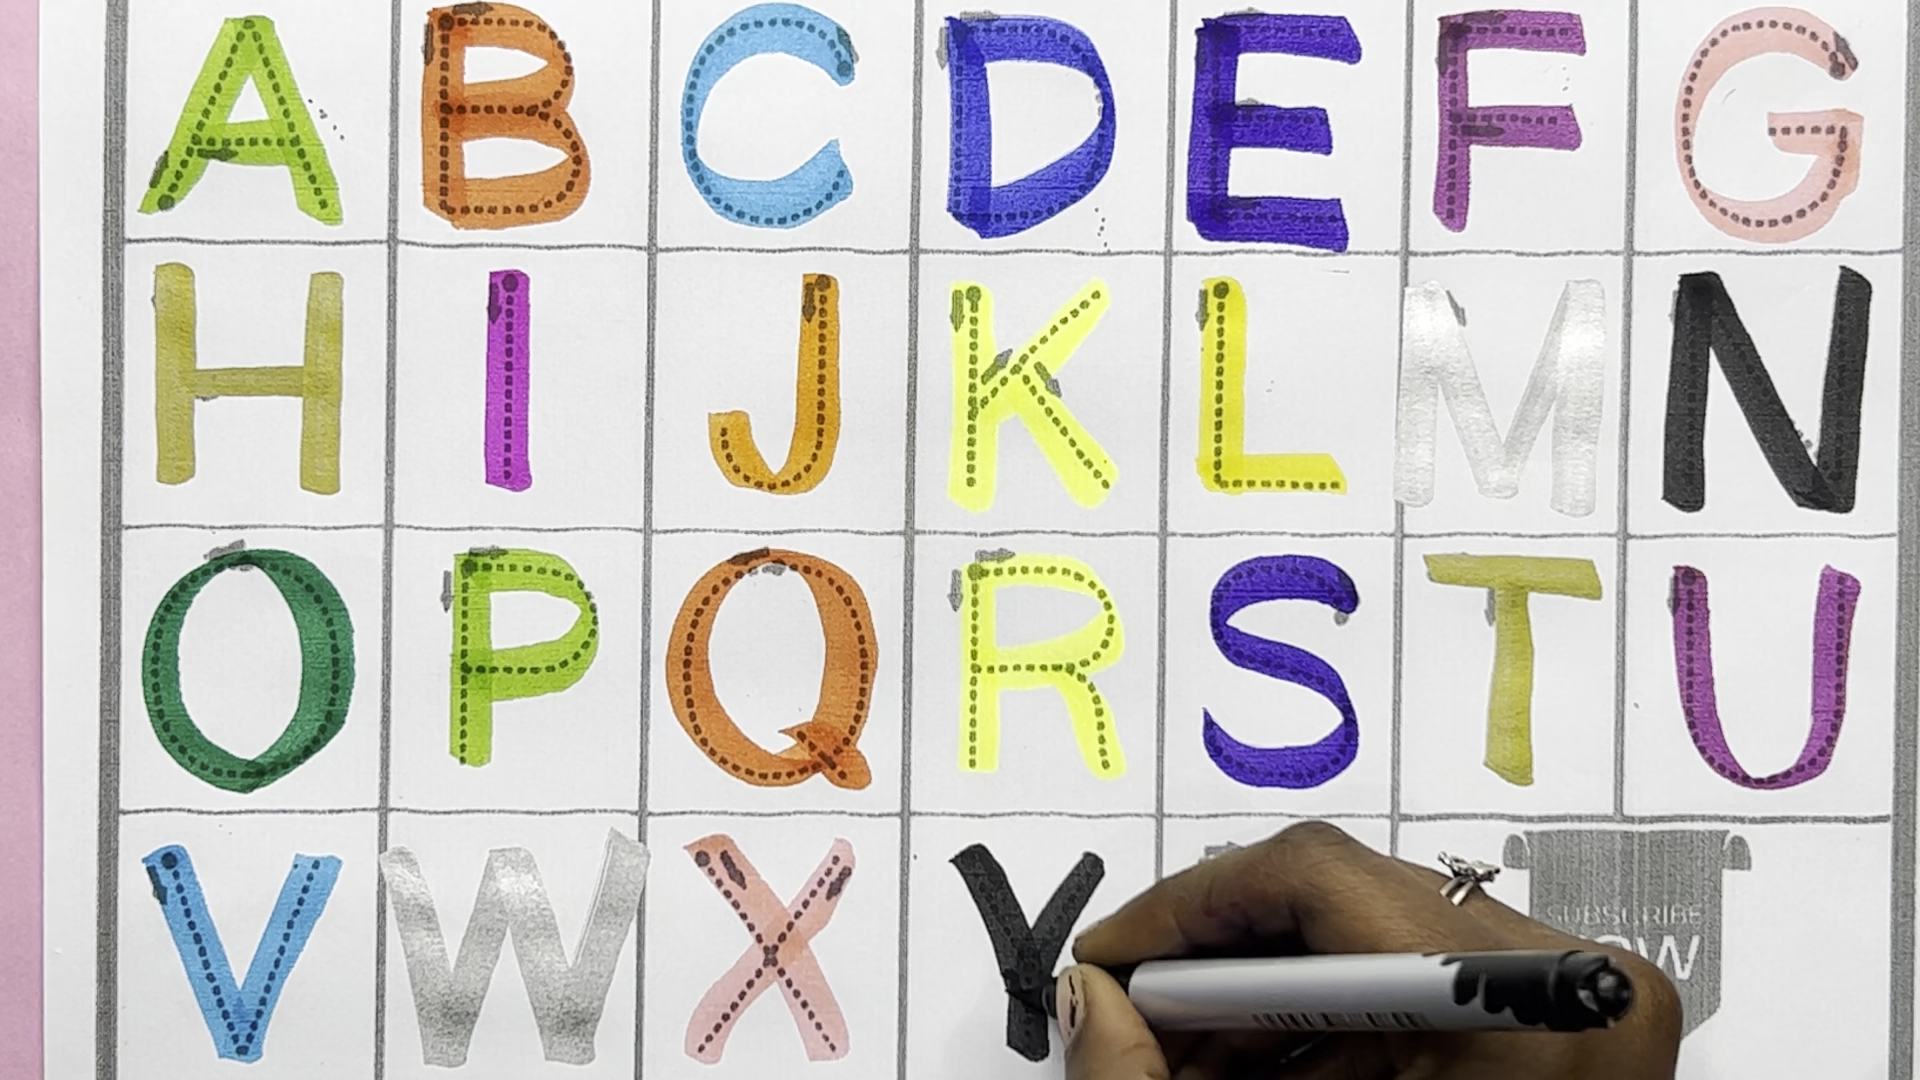 A B C D E F G
H I J K L M N
O P Q R S T U
V W X Y
SUBSCRIBE